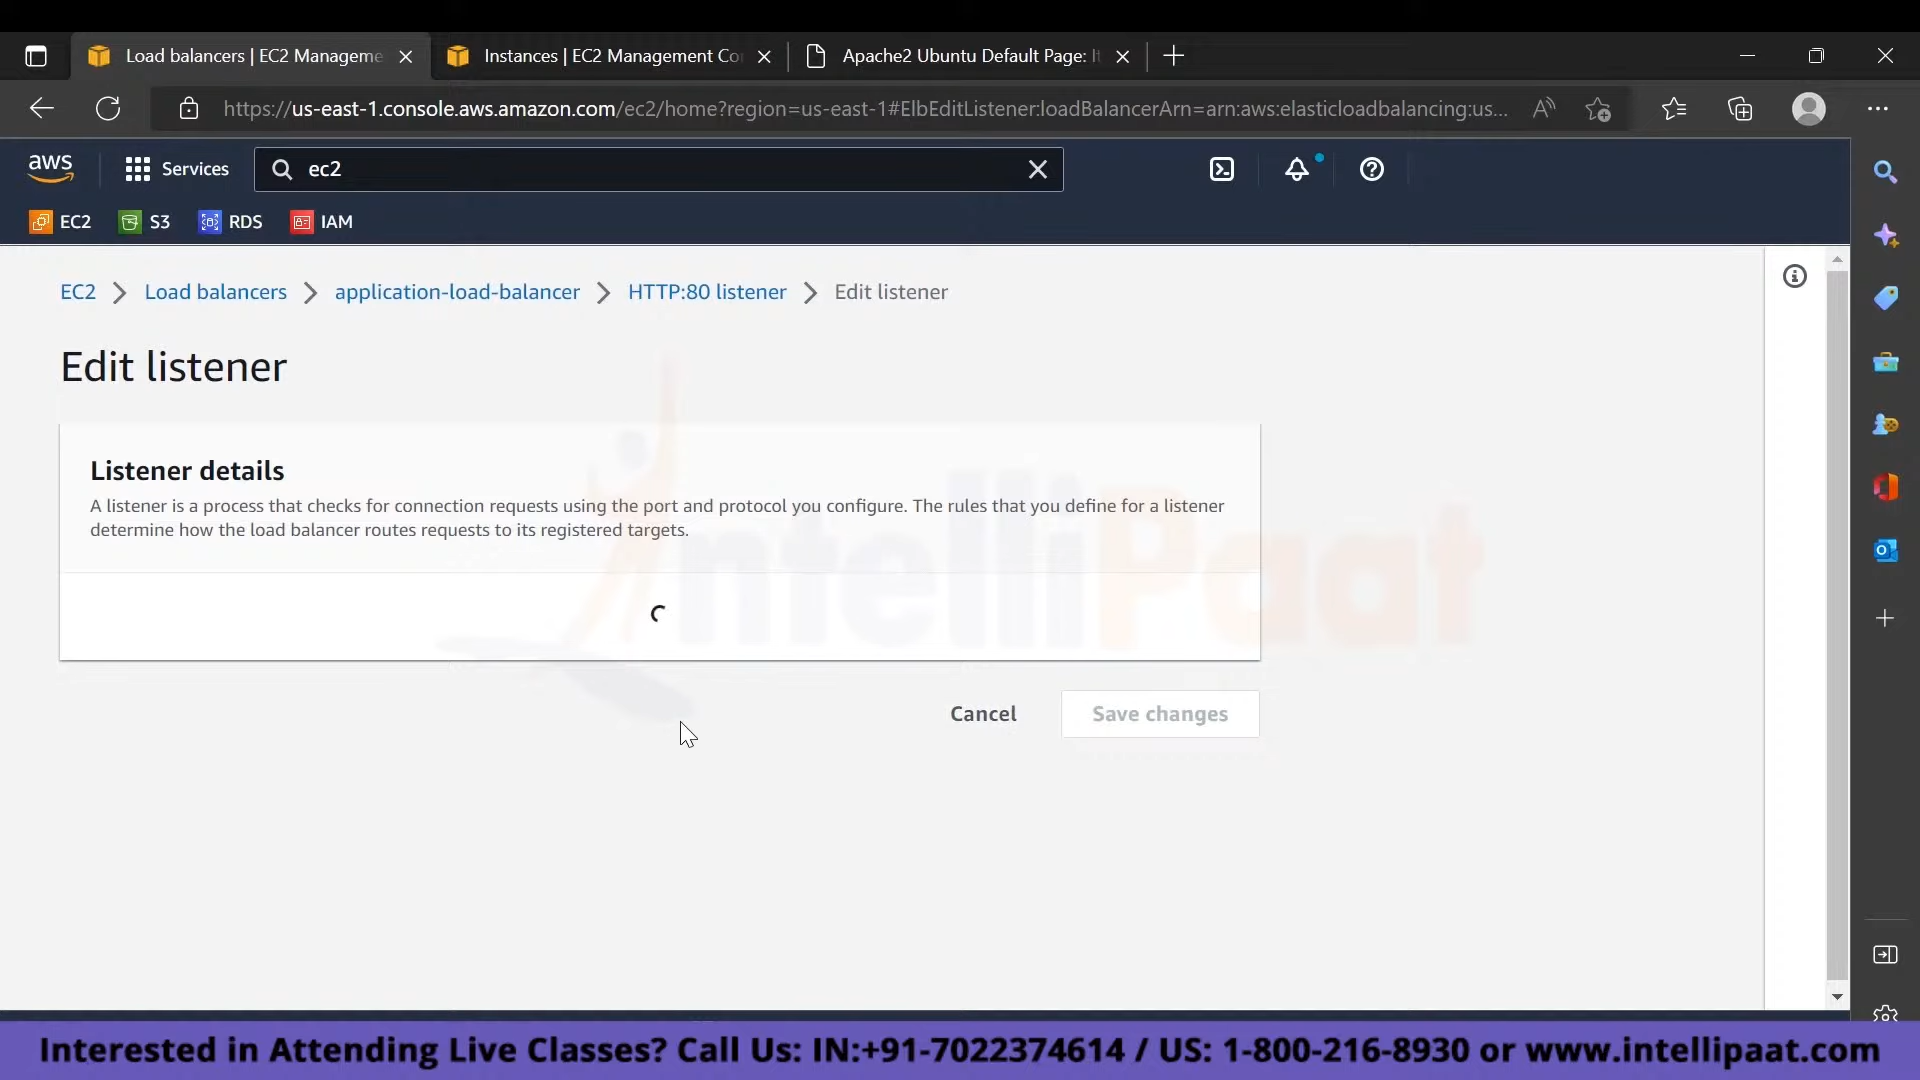 Load balancers | EC2 Manageme
Instances | EC2 Management Co
Apache2 Ubuntu Default Page: It
https://us-east-1.console.aws.amazon.com/ec2/home?region=us-east-1#ElbEditListener:loadBalancerArn=arn:aws:elasticloadbalancing:us...
aws
Services
ec2
EC2
S3
RDS
IAM
EC2
Load balancers
application-load-balancer
HTTP:80 listener
Edit listener
Edit listener
Listener details
A listener is a process that checks for connection requests using the port and protocol you configure. The rules that you define for a listener
determine how the load balancer routes requests to its registered targets.
IntelliPaat
Cancel
Save changes
Interested in Attending Live Classes? Call Us: IN:+91-7022374614 / US: 1-800-216-8930 or www.intellipaat.com